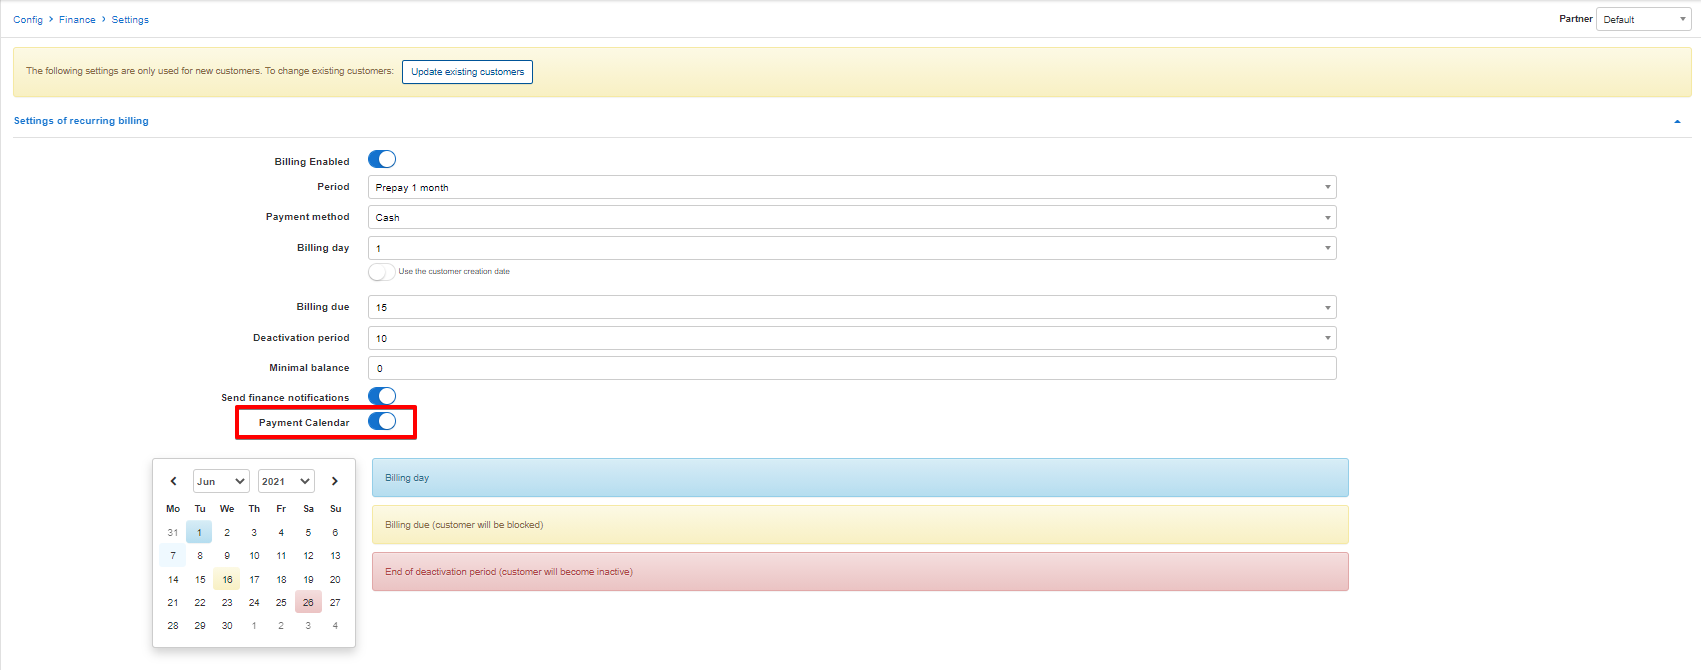 Config > Finance > Settings
Partner Default
The following settings are only used for new customers. To change existing customers: Update existing customers
Settings of recurring billing
Billing Enabled
Period Prepay 1 month
Payment method Cash
Billing day 1
Use the customer creation date
Billing due 15
Deactivation period 10
Minimal balance 0
Send finance notifications
Payment Calendar
Jun 2021
Mo Tu We Th Fr Sa Su
31 1 2 3 4 5 6
7 8 9 10 11 12 13
14 15 16 17 18 19 20
21 22 23 24 25 26 27
28 29 30 1 2 3 4
Billing day
Billing due (customer will be blocked)
End of deactivation period (customer will become inactive)